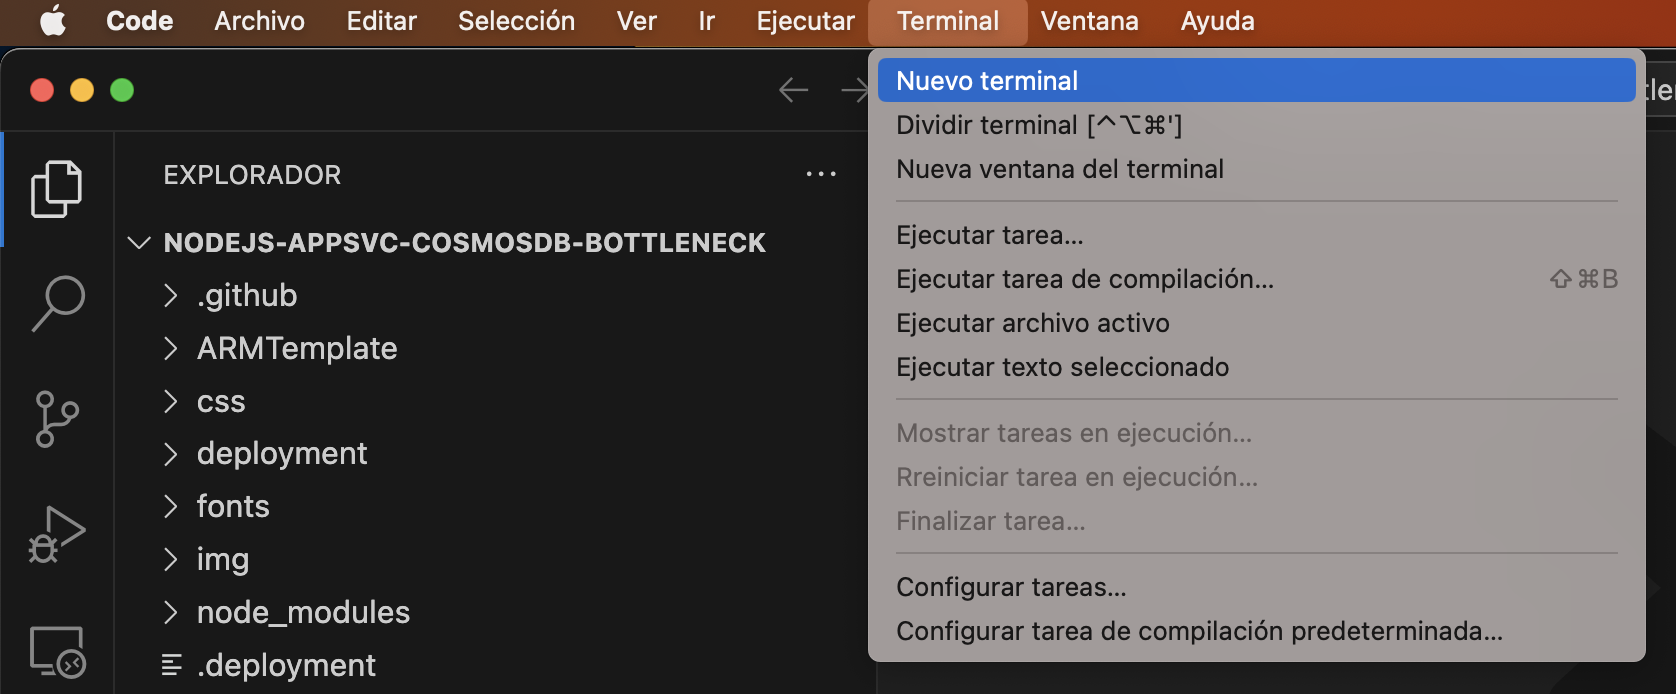 Code Archivo Editar Selección Ver Ir Ejecutar Terminal Ventana Ayuda
EXPLORADOR
NODEJS-APPSVC-COSMOSDB-BOTTLENECK
.github
ARMTemplate
css
deployment
fonts
img
node_modules
.deployment
Nuevo terminal
Dividir terminal [^⌥⌘']
Nueva ventana del terminal
Ejecutar tarea...
Ejecutar tarea de compilación... ⇧⌘B
Ejecutar archivo activo
Ejecutar texto seleccionado
Mostrar tareas en ejecución...
Rreiniciar tarea en ejecución...
Finalizar tarea...
Configurar tareas...
Configurar tarea de compilación predeterminada...